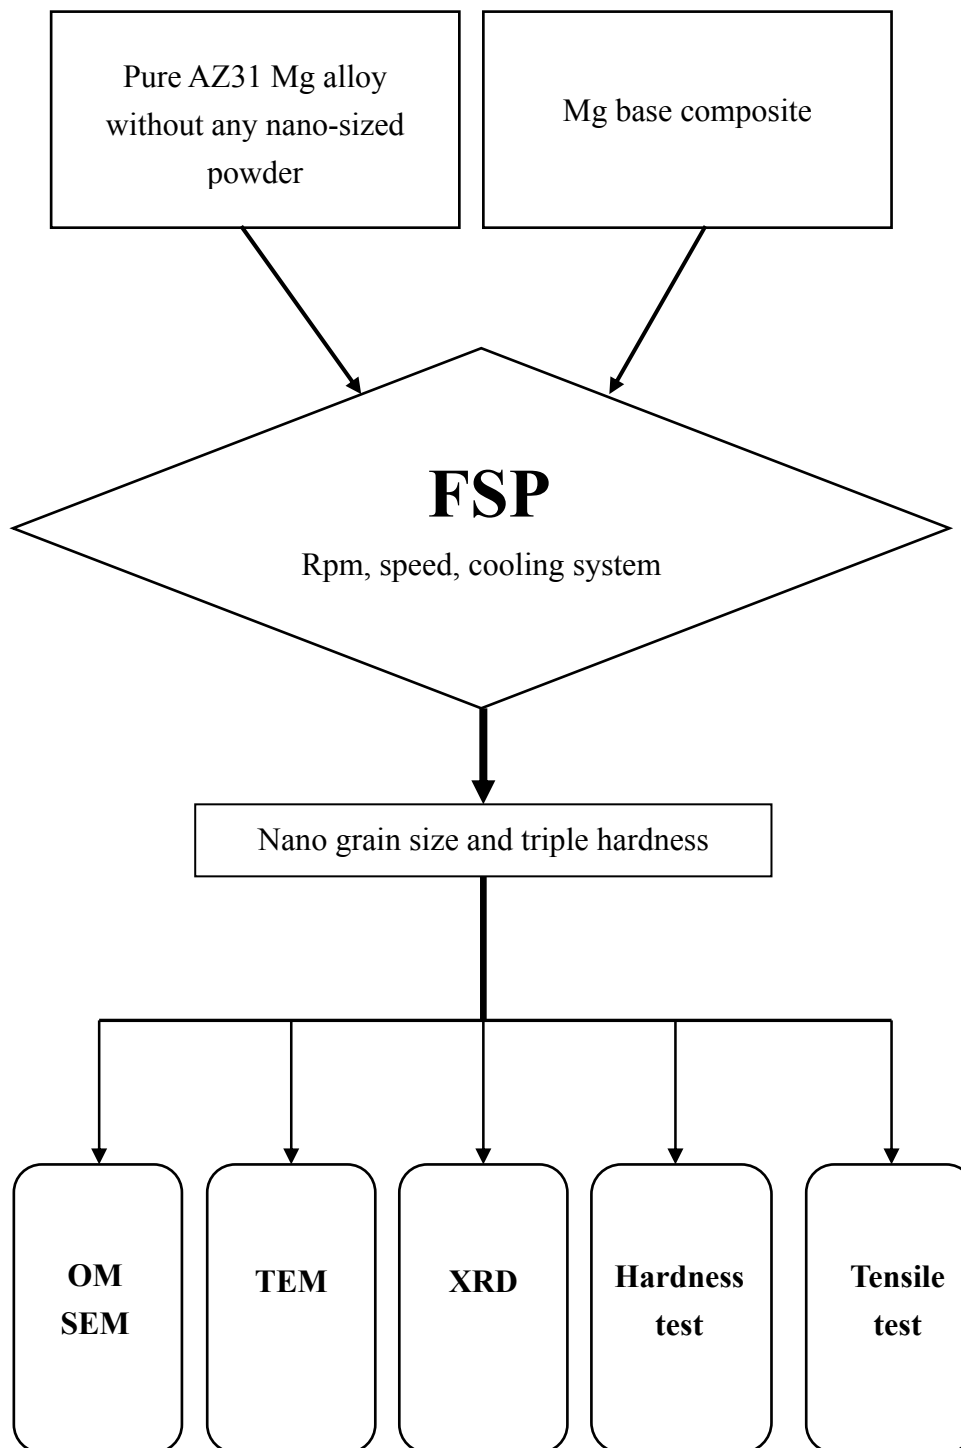 Pure AZ31 Mg alloy
without any nano-sized
powder
Mg base composite
FSP
Rpm, speed, cooling system
Nano grain size and triple hardness
OM
SEM
TEM
XRD
Hardness
test
Tensile
test